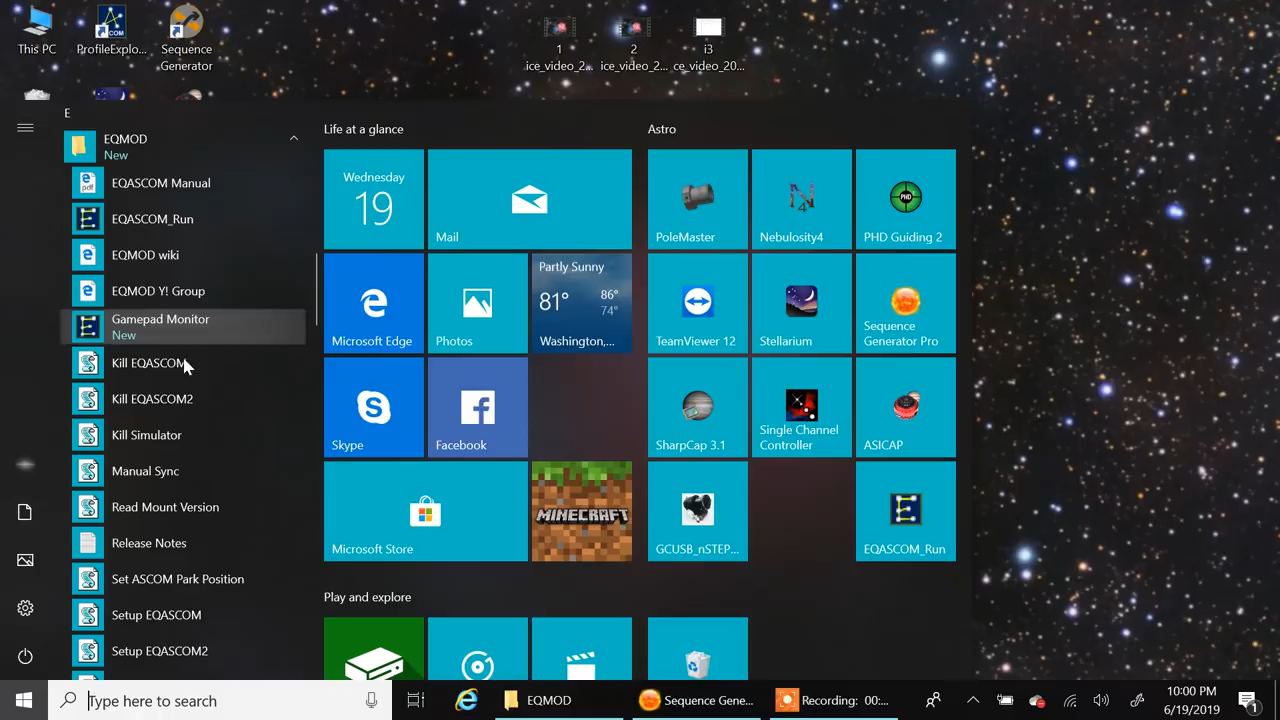 This PC
ProfileExplo...
Sequence
Generator
1
ice_video_2...
2
ice_video_2...
i3
ce_video_20...
E
EQMOD
New
EQASCOM Manual
EQASCOM_Run
EQMOD wiki
EQMOD Y! Group
Gamepad Monitor
New
Kill EQASCOM
Kill EQASCOM2
Kill Simulator
Manual Sync
Read Mount Version
Release Notes
Set ASCOM Park Position
Setup EQASCOM
Setup EQASCOM2
Life at a glance
Wednesday
19
Mail
Microsoft Edge
Photos
Partly Sunny
81° 86°
74°
Washington,...
Skype
Facebook
Microsoft Store
MINECRAFT
Play and explore
Astro
PoleMaster
Nebulosity4
PHD Guiding 2
TeamViewer 12
Stellarium
Sequence
Generator Pro
SharpCap 3.1
Single Channel
Controller
ASICAP
GCUSB_nSTEP...
EQASCOM_Run
Type here to search
EQMOD
Sequence Gene...
Recording: 00:...
10:00 PM
6/19/2019
1